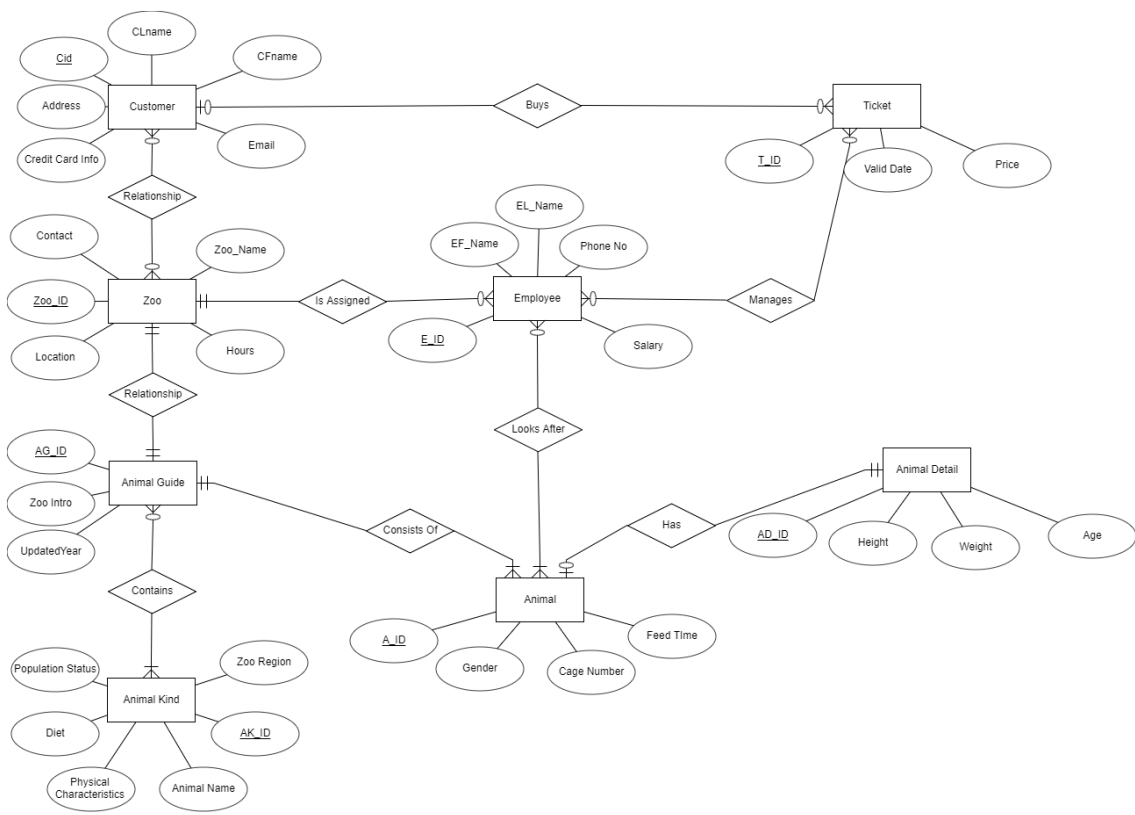 CLname
Cid
CFname
Customer
Buys
Ticket
Address
Credit Card Info
Email
T_ID
Valid Date
Price
Relationship
EL_Name
Contact
Zoo_Name
EF_Name
Phone No
Zoo_ID
Zoo
Is Assigned
Employee
Manages
Location
Hours
E_ID
Salary
Relationship
Looks After
AG_ID
Animal Guide
Animal Detail
Zoo Intro
Consists Of
Has
AD_ID
Height
Weight
Age
UpdatedYear
Contains
Animal
A_ID
Gender
Cage Number
Feed TIme
Population Status
Zoo Region
Animal Kind
Diet
AK_ID
Physical
Characteristics
Animal Name